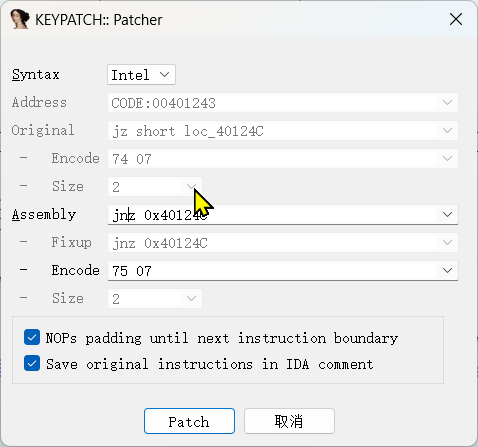 KEYPATCH:: Patcher
Syntax Intel
Address CODE:00401243
Original jz short loc_40124C
- Encode 74 07
- Size 2
Assembly jnz 0x40124C
- Fixup jnz 0x40124C
- Encode 75 07
- Size 2
NOPs padding until next instruction boundary
Save original instructions in IDA comment
Patch 取消